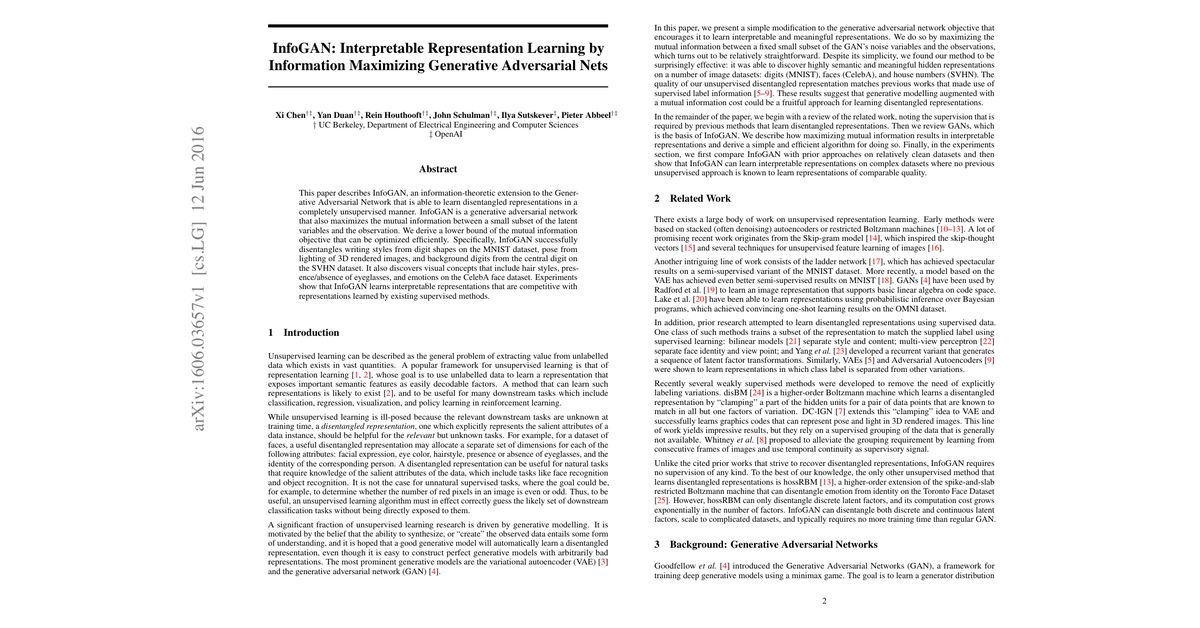 arXiv:1606.03657v1 [cs.LG] 12 Jun 2016
InfoGAN: Interpretable Representation Learning by
Information Maximizing Generative Adversarial Nets
Xi Chen†‡, Yan Duan†‡, Rein Houthooft†‡, John Schulman†‡, Ilya Sutskever‡, Pieter Abbeel†‡
† UC Berkeley, Department of Electrical Engineering and Computer Sciences
‡ OpenAI
Abstract
This paper describes InfoGAN, an information-theoretic extension to the Gener-
ative Adversarial Network that is able to learn disentangled representations in a
completely unsupervised manner. InfoGAN is a generative adversarial network
that also maximizes the mutual information between a small subset of the latent
variables and the observation. We derive a lower bound of the mutual information
objective that can be optimized efficiently. Specifically, InfoGAN successfully
disentangles writing styles from digit shapes on the MNIST dataset, pose from
lighting of 3D rendered images, and background digits from the central digit on
the SVHN dataset. It also discovers visual concepts that include hair styles, pres-
ence/absence of eyeglasses, and emotions on the CelebA face dataset. Experiments
show that InfoGAN learns interpretable representations that are competitive with
representations learned by existing supervised methods.
1 Introduction
Unsupervised learning can be described as the general problem of extracting value from unlabelled
data which exists in vast quantities. A popular framework for unsupervised learning is that of
representation learning [1, 2], whose goal is to use unlabelled data to learn a representation that
exposes important semantic features as easily decodable factors. A method that can learn such
representations is likely to exist [2], and to be useful for many downstream tasks which include
classification, regression, visualization, and policy learning in reinforcement learning.
While unsupervised learning is ill-posed because the relevant downstream tasks are unknown at
training time, a disentangled representation, one which explicitly represents the salient attributes of a
data instance, should be helpful for the relevant but unknown tasks. For example, for a dataset of
faces, a useful disentangled representation may allocate a separate set of dimensions for each of the
following attributes: facial expression, eye color, hairstyle, presence or absence of eyeglasses, and the
identity of the corresponding person. A disentangled representation can be useful for natural tasks
that require knowledge of the salient attributes of the data, which include tasks like face recognition
and object recognition. It is not the case for unnatural supervised tasks, where the goal could be,
for example, to determine whether the number of red pixels in an image is even or odd. Thus, to be
useful, an unsupervised learning algorithm must in effect correctly guess the likely set of downstream
classification tasks without being directly exposed to them.
A significant fraction of unsupervised learning research is driven by generative modelling. It is
motivated by the belief that the ability to synthesize, or “create” the observed data entails some form
of understanding, and it is hoped that a good generative model will automatically learn a disentangled
representation, even though it is easy to construct perfect generative models with arbitrarily bad
representations. The most prominent generative models are the variational autoencoder (VAE) [3]
and the generative adversarial network (GAN) [4].
In this paper, we present a simple modification to the generative adversarial network objective that
encourages it to learn interpretable and meaningful representations. We do so by maximizing the
mutual information between a fixed small subset of the GAN’s noise variables and the observations,
which turns out to be relatively straightforward. Despite its simplicity, we found our method to be
surprisingly effective: it was able to discover highly semantic and meaningful hidden representations
on a number of image datasets: digits (MNIST), faces (CelebA), and house numbers (SVHN). The
quality of our unsupervised disentangled representation matches previous works that made use of
supervised label information [5–9]. These results suggest that generative modelling augmented with
a mutual information cost could be a fruitful approach for learning disentangled representations.
In the remainder of the paper, we begin with a review of the related work, noting the supervision that is
required by previous methods that learn disentangled representations. Then we review GANs, which
is the basis of InfoGAN. We describe how maximizing mutual information results in interpretable
representations and derive a simple and efficient algorithm for doing so. Finally, in the experiments
section, we first compare InfoGAN with prior approaches on relatively clean datasets and then
show that InfoGAN can learn interpretable representations on complex datasets where no previous
unsupervised approach is known to learn representations of comparable quality.
2 Related Work
There exists a large body of work on unsupervised representation learning. Early methods were
based on stacked (often denoising) autoencoders or restricted Boltzmann machines [10–13]. A lot of
promising recent work originates from the Skip-gram model [14], which inspired the skip-thought
vectors [15] and several techniques for unsupervised feature learning of images [16].
Another intriguing line of work consists of the ladder network [17], which has achieved spectacular
results on a semi-supervised variant of the MNIST dataset. More recently, a model based on the
VAE has achieved even better semi-supervised results on MNIST [18]. GANs [4] have been used by
Radford et al. [19] to learn an image representation that supports basic linear algebra on code space.
Lake et al. [20] have been able to learn representations using probabilistic inference over Bayesian
programs, which achieved convincing one-shot learning results on the OMNI dataset.
In addition, prior research attempted to learn disentangled representations using supervised data.
One class of such methods trains a subset of the representation to match the supplied label using
supervised learning: bilinear models [21] separate style and content; multi-view perceptron [22]
separate face identity and view point; and Yang et al. [23] developed a recurrent variant that generates
a sequence of latent factor transformations. Similarly, VAEs [5] and Adversarial Autoencoders [9]
were shown to learn representations in which class label is separated from other variations.
Recently several weakly supervised methods were developed to remove the need of explicitly
labeling variations. disBM [24] is a higher-order Boltzmann machine which learns a disentangled
representation by “clamping” a part of the hidden units for a pair of data points that are known to
match in all but one factors of variation. DC-IGN [7] extends this “clamping” idea to VAE and
successfully learns graphics codes that can represent pose and light in 3D rendered images. This line
of work yields impressive results, but they rely on a supervised grouping of the data that is generally
not available. Whitney et al. [8] proposed to alleviate the grouping requirement by learning from
consecutive frames of images and use temporal continuity as supervisory signal.
Unlike the cited prior works that strive to recover disentangled representations, InfoGAN requires
no supervision of any kind. To the best of our knowledge, the only other unsupervised method that
learns disentangled representations is hossRBM [13], a higher-order extension of the spike-and-slab
restricted Boltzmann machine that can disentangle emotion from identity on the Toronto Face Dataset
[25]. However, hossRBM can only disentangle discrete latent factors, and its computation cost grows
exponentially in the number of factors. InfoGAN can disentangle both discrete and continuous latent
factors, scale to complicated datasets, and typically requires no more training time than regular GAN.
3 Background: Generative Adversarial Networks
Goodfellow et al. [4] introduced the Generative Adversarial Networks (GAN), a framework for
training deep generative models using a minimax game. The goal is to learn a generator distribution
2